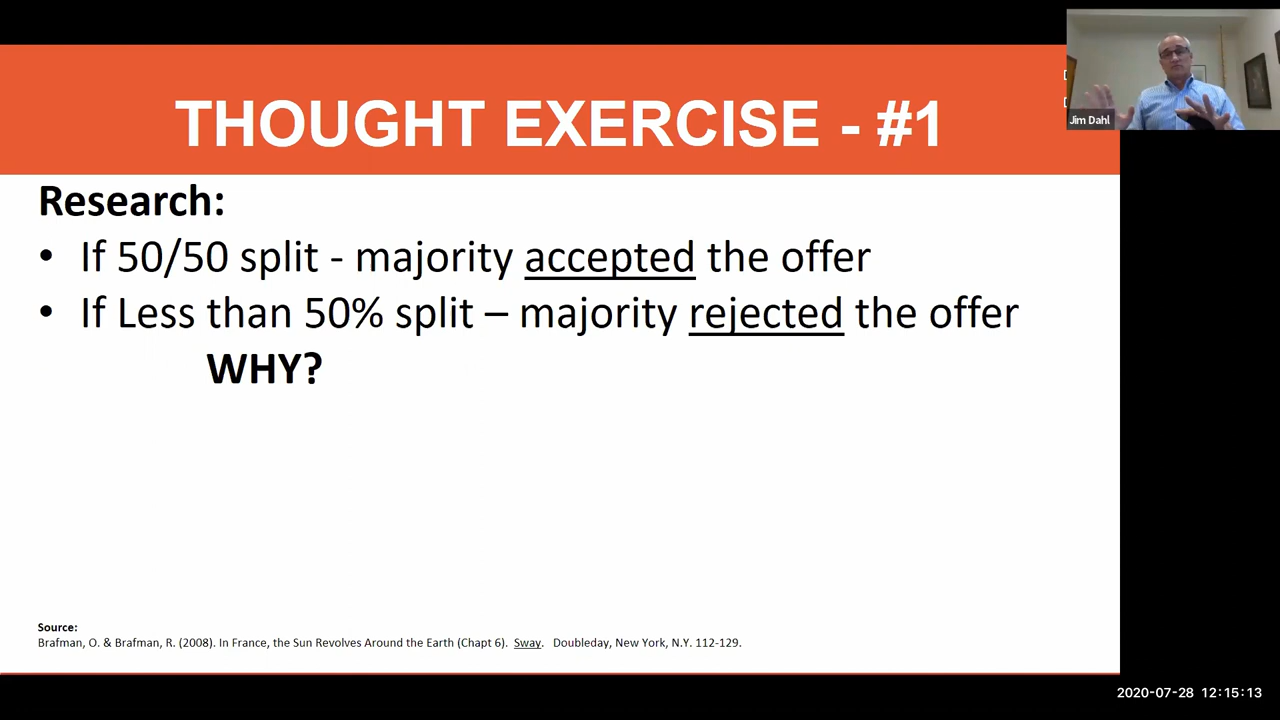 THOUGHT EXERCISE - #1
Jim Dahl
Research:
• If 50/50 split - majority accepted the offer
• If Less than 50% split – majority rejected the offer
WHY?
Source:
Brafman, O. & Brafman, R. (2008). In France, the Sun Revolves Around the Earth (Chapt 6). Sway. Doubleday, New York, N.Y. 112-129.
2020-07-28 12:15:13